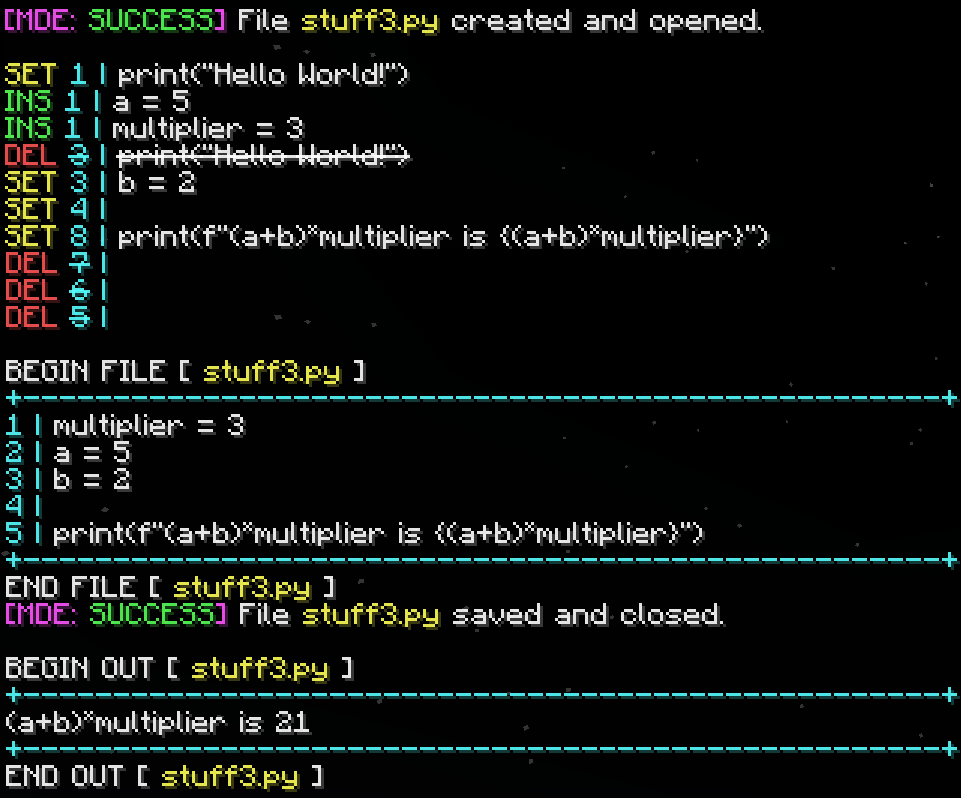 [MDE: SUCCESS] File stuff3.py created and opened.
SET 1 | print("Hello World!")
INS 1 | a = 5
INS 1 | multiplier = 3
DEL 3 | print("Hello World!")
SET 3 | b = 2
SET 4 |
SET 8 | print(f"(a+b)*multiplier is {(a+b)*multiplier}")
DEL 7 |
DEL 6 |
DEL 5 |
BEGIN FILE [ stuff3.py ]
+------------------------------------------------------------+
1 | multiplier = 3
2 | a = 5
3 | b = 2
4 |
5 | print(f"(a+b)*multiplier is {(a+b)*multiplier}")
+------------------------------------------------------------+
END FILE [ stuff3.py ]
[MDE: SUCCESS] File stuff3.py saved and closed.
BEGIN OUT [ stuff3.py ]
+------------------------------------------------------------+
(a+b)*multiplier is 21
+------------------------------------------------------------+
END OUT [ stuff3.py ]